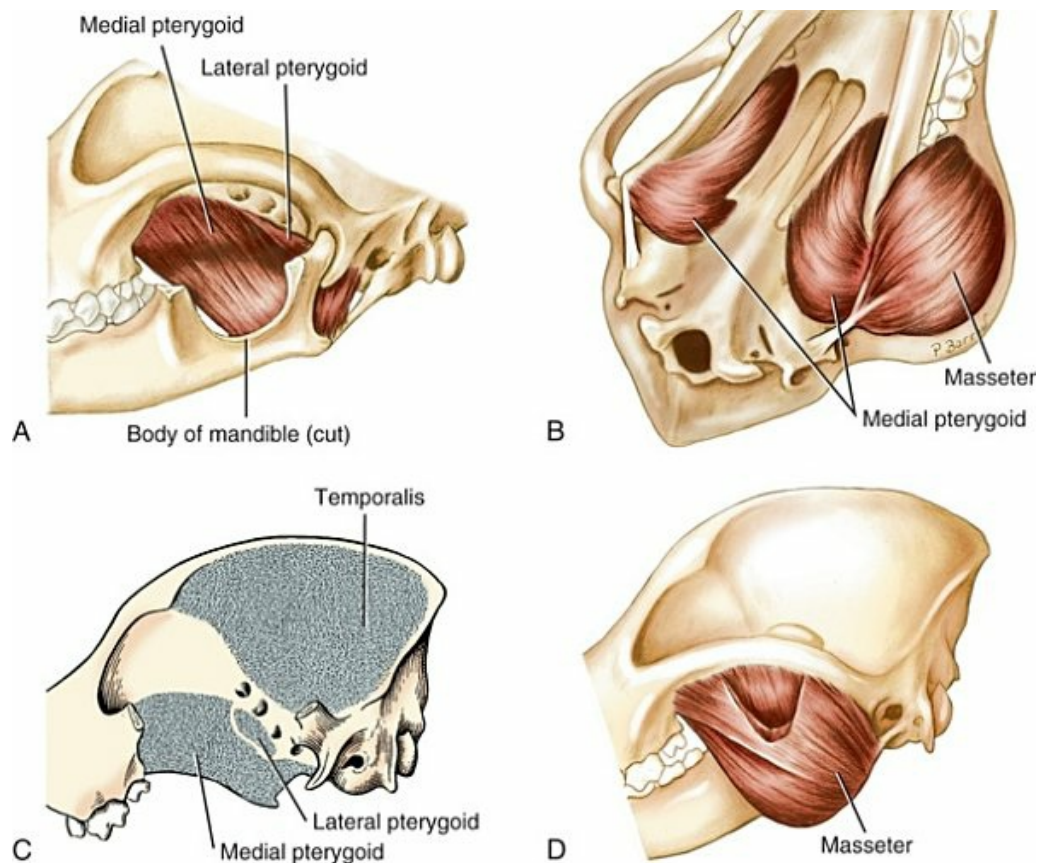 Medial pterygoid
Lateral pterygoid
A
Body of mandible (cut)
B
Masseter
Medial pterygoid
Temporalis
C
Lateral pterygoid
Medial pterygoid
D
Masseter